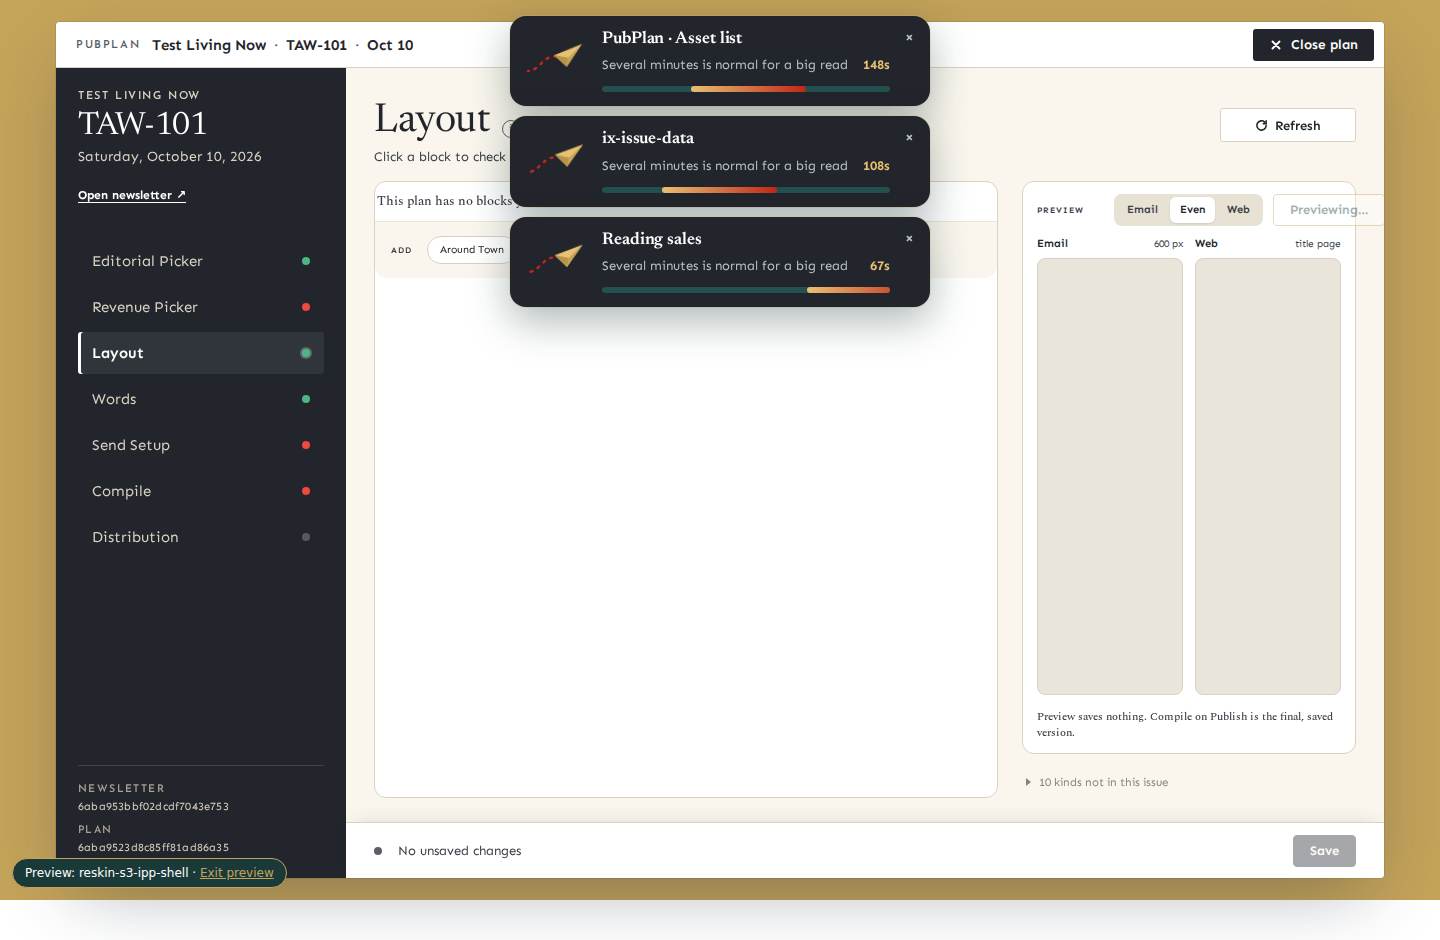 PUBPLAN Test Living Now · TAW-101 · Oct 10
Close plan
PubPlan · Asset list
Several minutes is normal for a big read 148s
ix-issue-data
Several minutes is normal for a big read 108s
Reading sales
Several minutes is normal for a big read 67s
TEST LIVING NOW
TAW-101
Saturday, October 10, 2026
Open newsletter ↗
Editorial Picker
Revenue Picker
Layout
Words
Send Setup
Compile
Distribution
NEWSLETTER
6aba953bbf02dcdf7043e753
PLAN
6aba9523d8c85ff81ad86a35
Preview: reskin-s3-ipp-shell · Exit preview
Layout
Click a block to check
Refresh
This plan has no blocks
ADD Around Town
PREVIEW Email Even Web Previewing...
Email 600 px Web title page
Preview saves nothing. Compile on Publish is the final, saved
version.
10 kinds not in this issue
No unsaved changes
Save